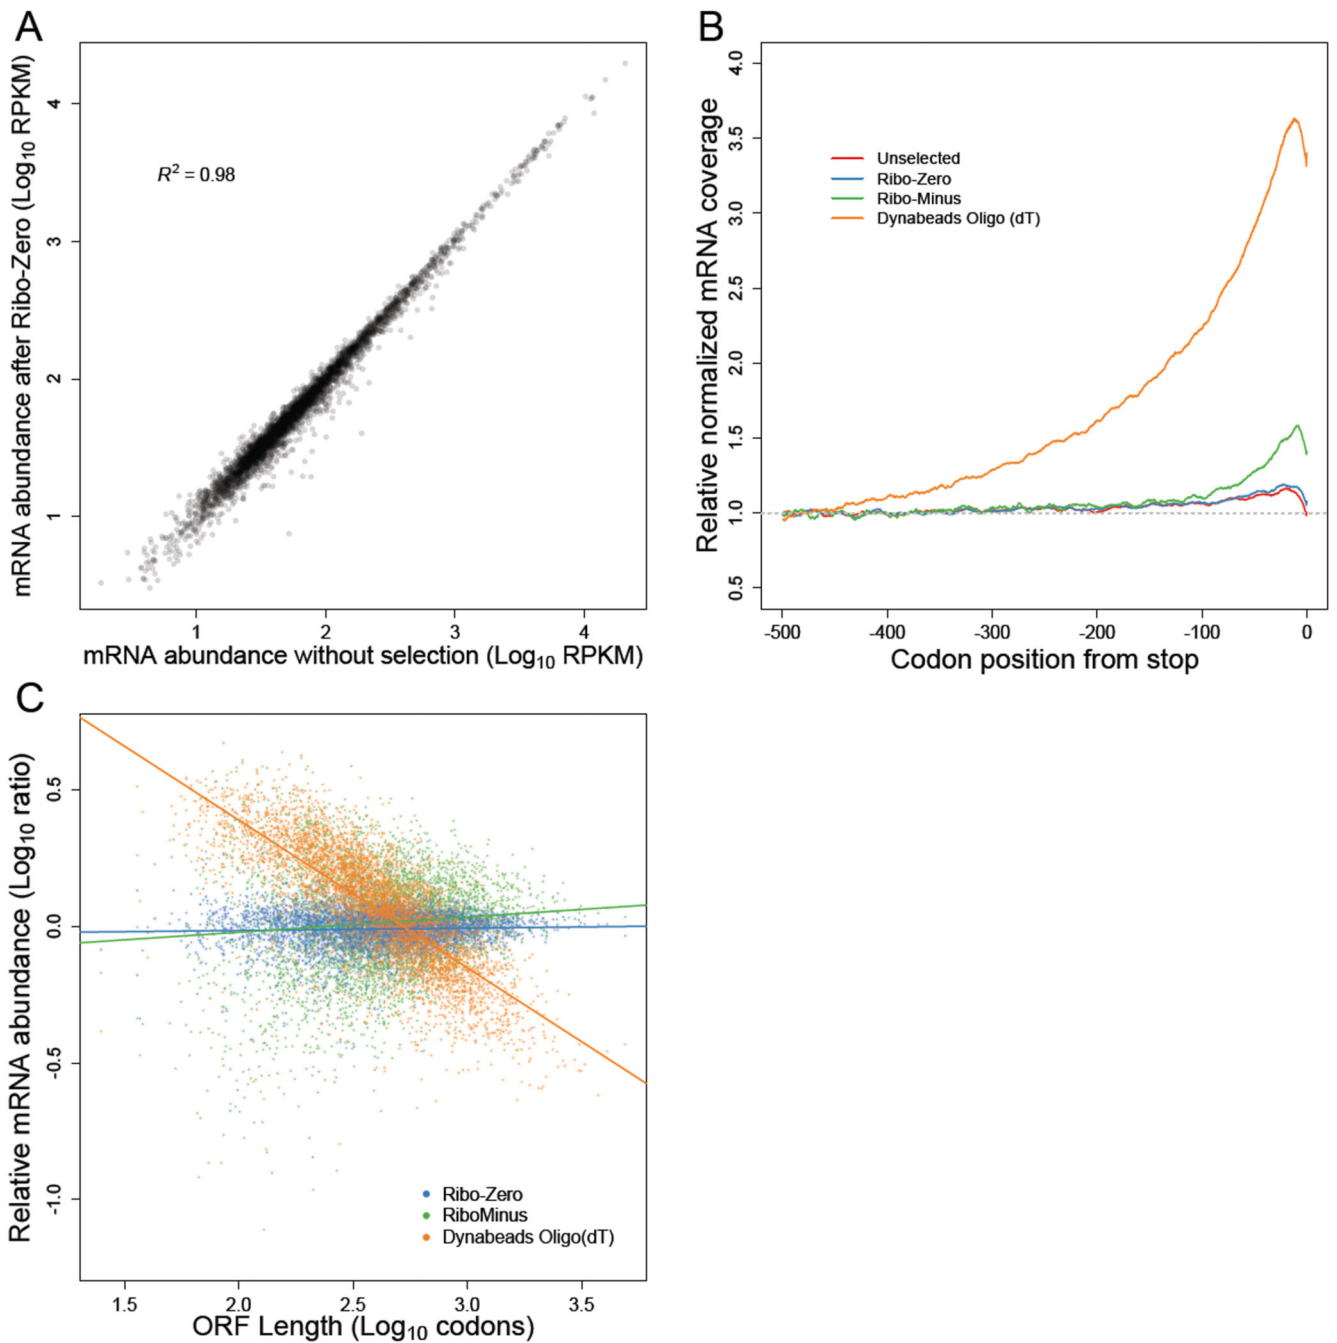 A
mRNA abundance after Ribo-Zero (Log10 RPKM)
4
3
2
1
R2 = 0.98
1 2 3 4
mRNA abundance without selection (Log10 RPKM)
B
Relative normalized mRNA coverage
4.0
3.5
3.0
2.5
2.0
1.5
1.0
0.5
Unselected
Ribo-Zero
Ribo-Minus
Dynabeads Oligo (dT)
-500 -400 -300 -200 -100 0
Codon position from stop
C
Relative mRNA abundance (Log10 ratio)
0.5
0.0
-0.5
-1.0
Ribo-Zero
RiboMinus
Dynabeads Oligo(dT)
1.5 2.0 2.5 3.0 3.5
ORF Length (Log10 codons)